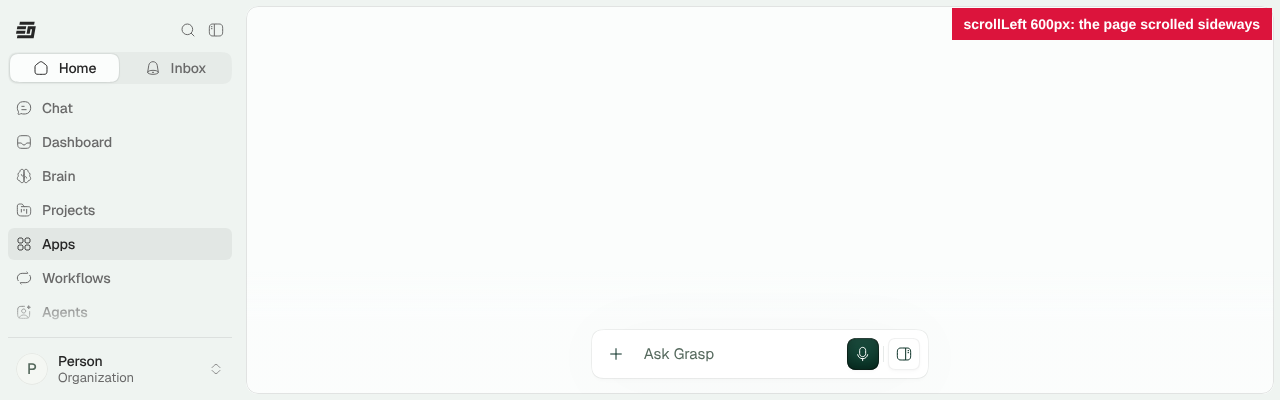 scrollLeft 600px: the page scrolled sideways
Home
Inbox
Chat
Dashboard
Brain
Projects
Apps
Workflows
Agents
P
Person
Organization
Ask Grasp